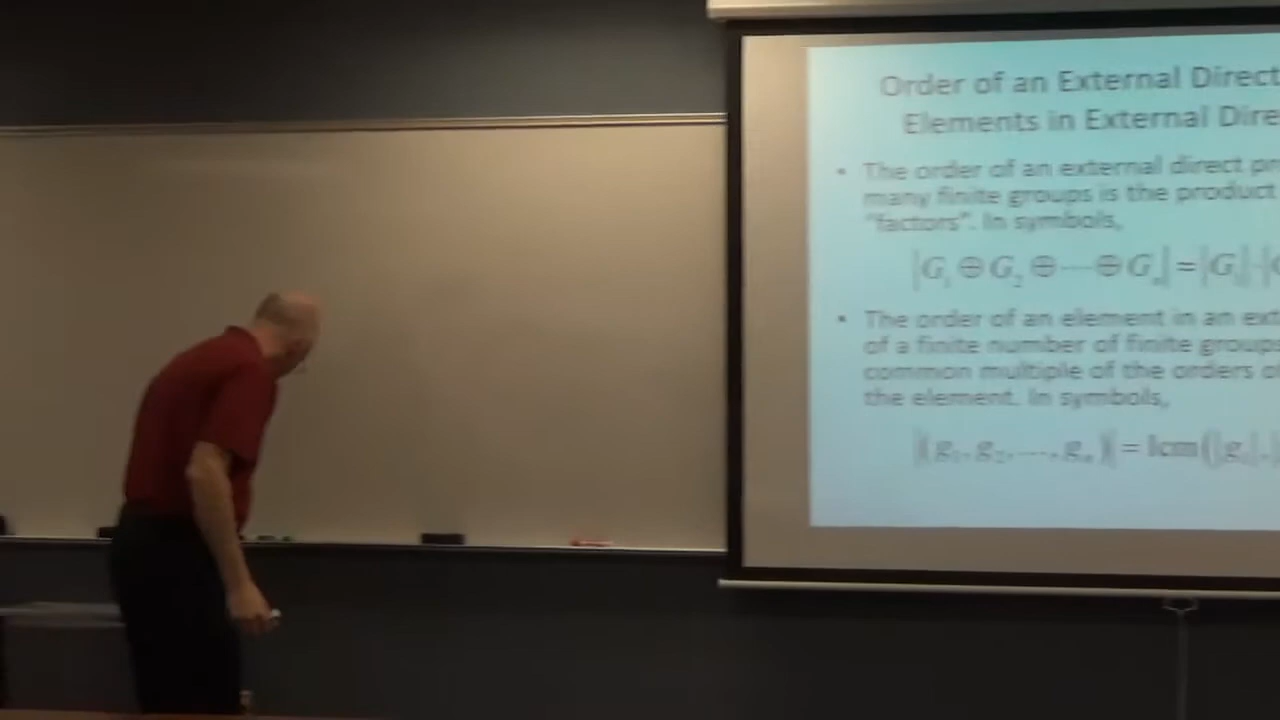 Order of an External Direct
Elements in External Dire
• The order of an external direct pr
many finite groups is the product
"factors". In symbols,
|G₁ ⊕ G₂ ⊕ ⋯ ⊕ Gₙ| = |G₁|·|G
• The order of an element in an ext
of a finite number of finite groups
common multiple of the orders o
the element. In symbols,
|(g₁, g₂, ⋯, gₙ)| = lcm(|g₁|,|